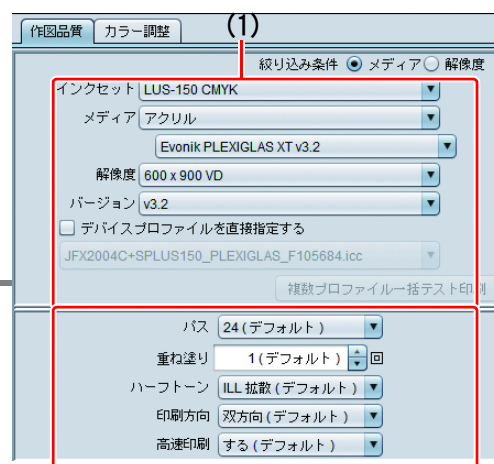 作図品質 カラー調整 (1)
絞り込み条件 メディア 解像度
インクセット LUS-150 CMYK
メディア アクリル
Evonik PLEXIGLAS XT v3.2
解像度 600 x 900 VD
バージョン v3.2
デバイスプロファイルを直接指定する
JFX2004C+SPLUS150_PLEXIGLAS_F105684.icc
複数プロファイル一括テスト印刷
パス 24(デフォルト)
重ね塗り 1(デフォルト) 回
ハーフトーン ILL 拡散(デフォルト)
印刷方向 双方向(デフォルト)
高速印刷 する(デフォルト)